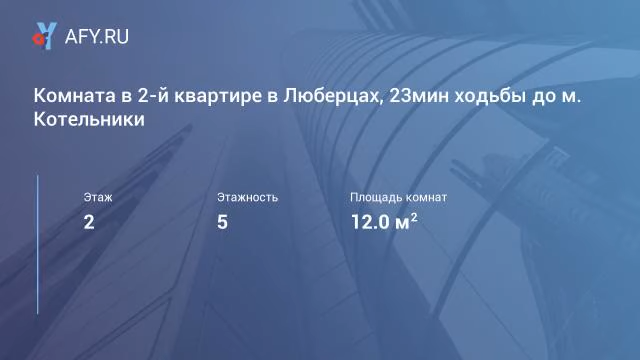 AFY.RU
Комната в 2-й квартире в Люберцах, 23мин ходьбы до м.
Котельники
Этаж
Этажность
Площадь комнат
2
5
12.0 м²